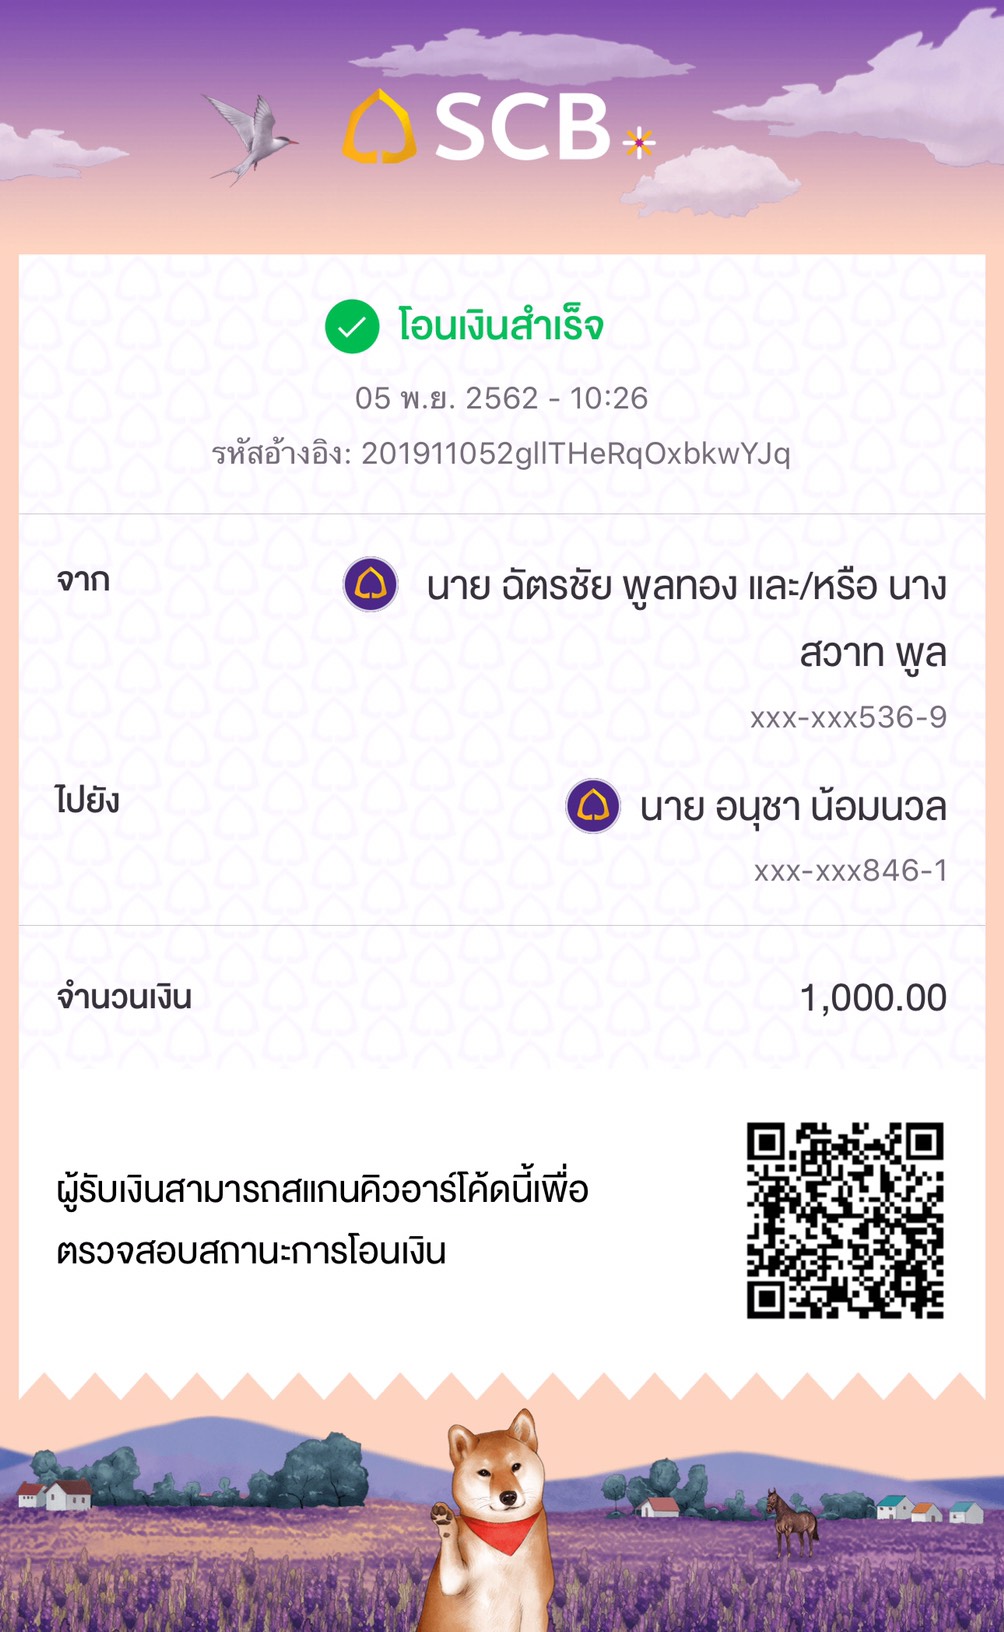 SCB
โอนเงินสำเร็จ
05 พ.ย. 2562 - 10:26
รหัสอ้างอิง: 201911052gllTHeRqOxbkwYJq
จาก
นาย ฉัตรชัย พูลทอง และ/หรือ นาง
สวาท พูล
xxx-xxx536-9
ไปยัง
นาย อนุชา น้อมนวล
xxx-xxx846-1
จำนวนเงิน
1,000.00
ผู้รับเงินสามารถสแกนคิวอาร์โค้ดนี้เพื่อ
ตรวจสอบสถานะการโอนเงิน